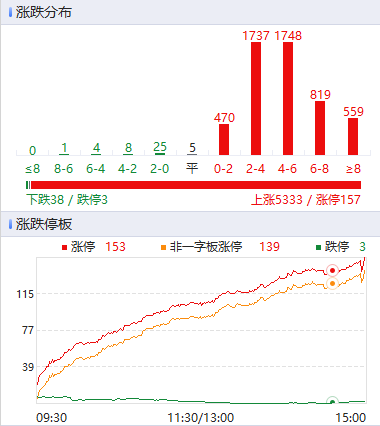 涨跌分布
0 1 4 8 25 5 470 1737 1748 819 559
≤8 8-6 6-4 4-2 2-0 平 0-2 2-4 4-6 6-8 ≥8
下跌38 / 跌停3 上涨5333 / 涨停157
涨跌停板
涨停 153 非一字板涨停 139 跌停 3
115
77
39
09:30 11:30/13:00 15:00